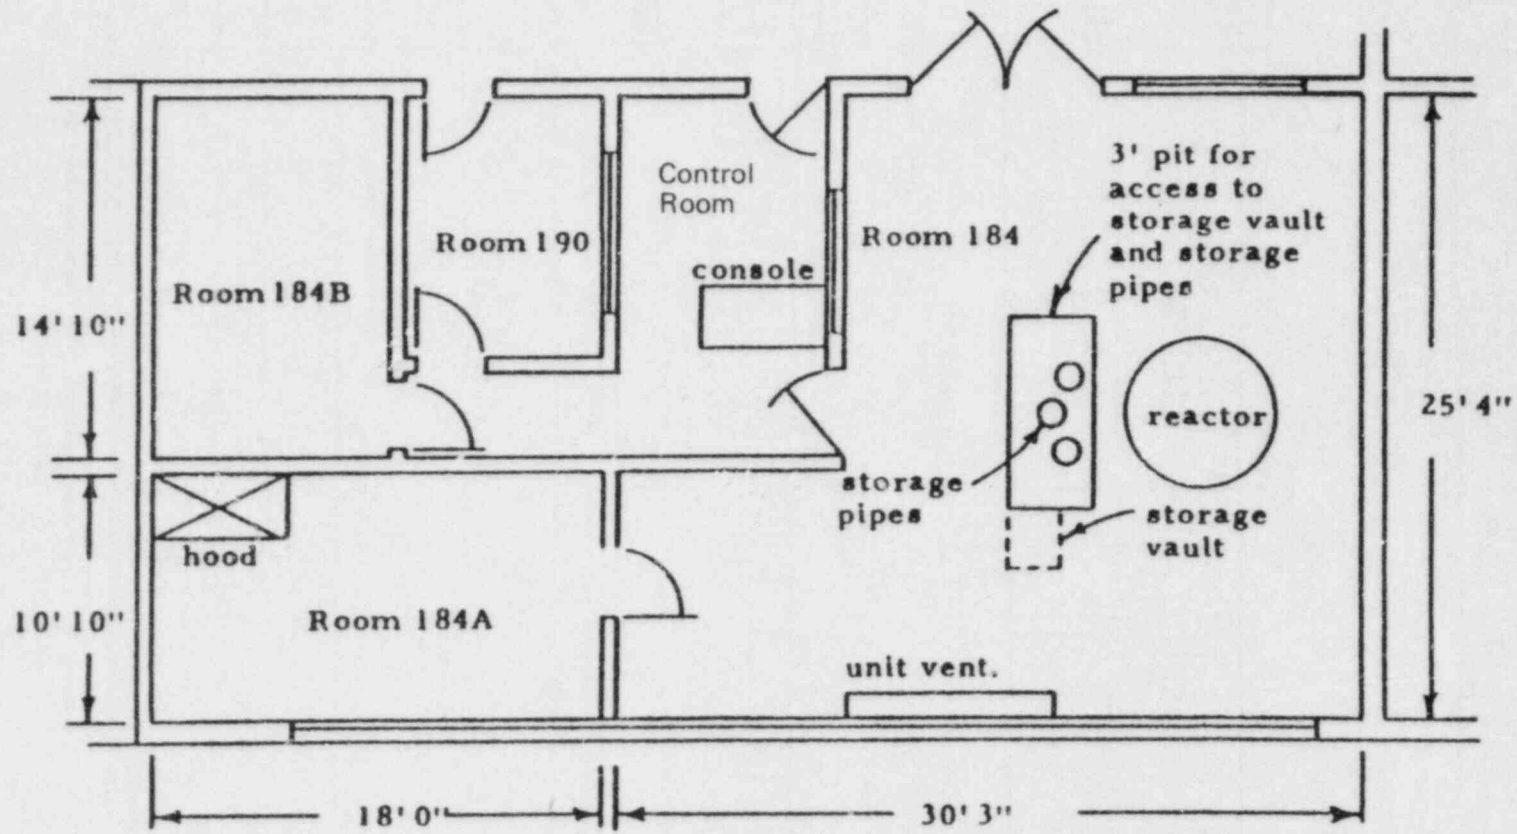 Control
Room
3' pit for
access to
storage vault
and storage
pipes
Room 190
Room 184
console
Room 184B
14' 10"
25' 4"
reactor
storage
pipes
storage
vault
hood
10' 10"
Room 184A
unit vent.
18' 0"
30' 3"